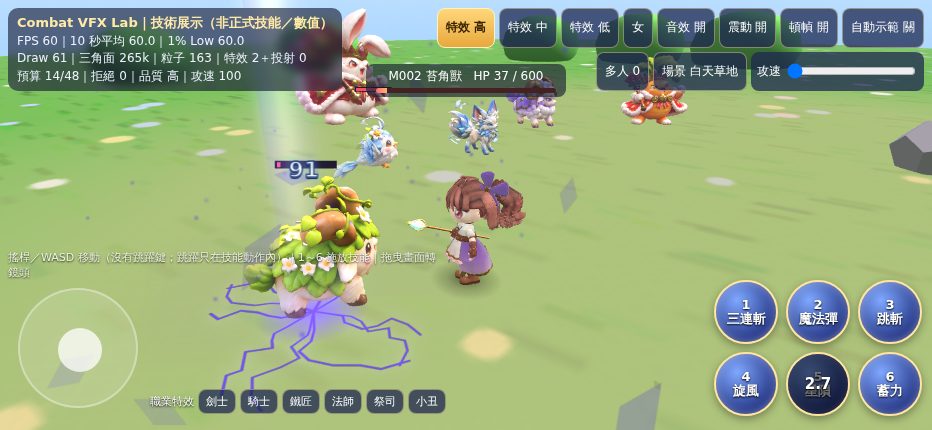 Combat VFX Lab｜技術展示（非正式技能／數值）
FPS 60｜10 秒平均 60.0｜1% Low 60.0
Draw 61｜三角面 265k｜粒子 163｜特效 2＋投射 0
預算 14/48｜拒絕 0｜品質 高｜攻速 100
特效 高
特效 中
特效 低
女
音效 開
震動 開
頓幀 開
自動示範 關
M002 苔角獸 HP 37 / 600
多人 0
場景 白天草地
攻速
91
搖桿／WASD 移動（沒有跳躍鍵；跳躍只在技能動作內）｜1～6 施放技能｜拖曳畫面轉
鏡頭
1
三連斬
2
魔法彈
3
跳斬
4
旋風
2.7
6
蓄力
職業特效
劍士
騎士
鐵匠
法師
祭司
小丑